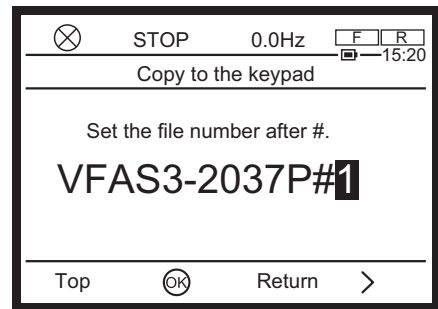 STOP 0.0Hz F R
15:20
Copy to the keypad
Set the file number after #.
VFAS3-2037P#1
Top OK Return >